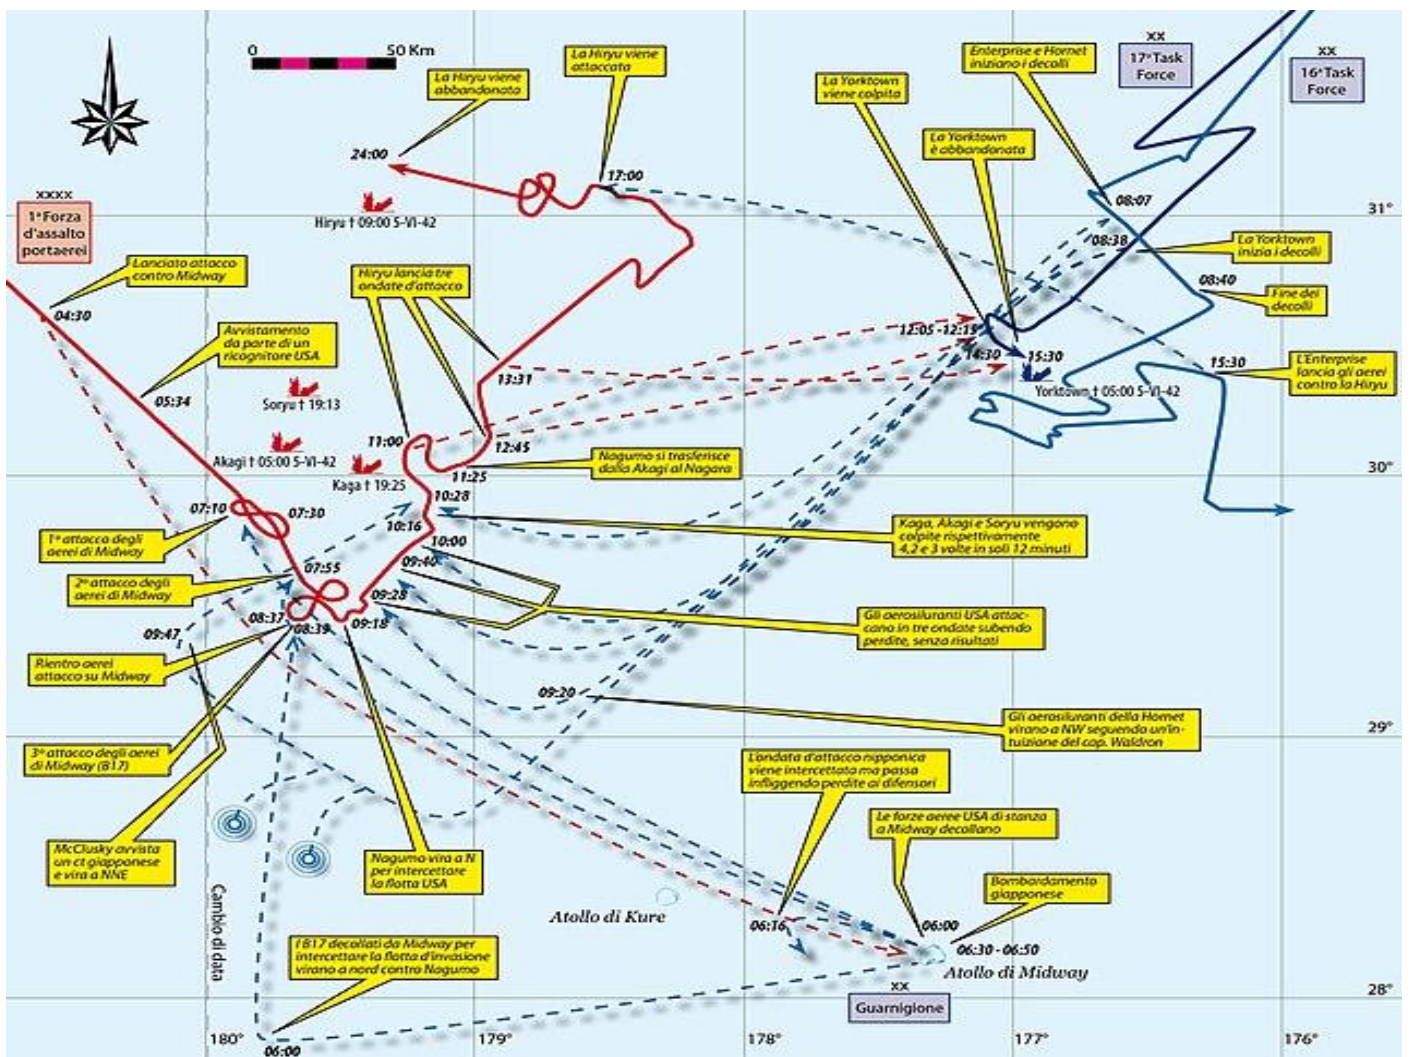 0
50 Km
La Hiryu viene
abbandonata
La Hiryu viene
attaccata
La Yorktown
viene colpita
Enterprise e Hornet
iniziano i decolli
xx
17ª Task
Force
xx
16ª Task
Force
La Yorktown
è abbandonata
24:00
17:00
08:07
31°
xxxx
1ª Forza
d'assalto
portaerei
Hiryu † 09:00 5-VI-42
08:38
La Yorktown
inizia i decolli
Lanciato attacco
contro Midway
Hiryu lancia tre
ondate d'attacco
08:40
Fine dei
decolli
04:30
Avvistamento
da parte di un
ricognitore USA
12:05 -12:15
14:30
15:30
15:30
L'Enterprise
lancia gli aerei
contro la Hiryu
13:31
05:34
Soryu † 19:13
Yorktown † 05:00 5-VI-42
11:00
12:45
Akagi † 05:00 5-VI-42
Kaga † 19:25
11:25
Nagumo si trasferisce
dalla Akagi al Nagara
30°
10:28
07:10
07:30
10:16
Kaga, Akagi e Soryu vengono
colpite rispettivamente
4,2 e 3 volte in soli 12 minuti
1º attacco degli
aerei di Midway
10:00
07:55
09:40
2º attacco degli
aerei di Midway
09:28
08:37
08:39
09:18
09:47
Gli aerosiluranti USA attac-
cano in tre ondate subendo
perdite, senza risultati
Rientro aerei
attacco su Midway
09:20
Gli aerosiluranti della Hornet
virano a NW seguendo un'in-
tuizione del cap. Waldron
29°
3º attacco degli aerei
di Midway (B17)
L'ondata d'attacco nipponica
viene intercettata ma passa
infliggendo perdite ai difensori
Le forze aeree USA di stanza
a Midway decollano
McClusky avvista
un ct giapponese
e vira a NNE
Nagumo vira a N
per intercettare
la flotta USA
Bombardamento
giapponese
Cambio di data
Atollo di Kure
06:16
06:00
06:30 - 06:50
I B17 decollati da Midway per
intercettare la flotta d'invasione
virano a nord contro Nagumo
Atollo di Midway
xx
Guarnigione
28°
06:00
180°
179°
178°
177°
176°